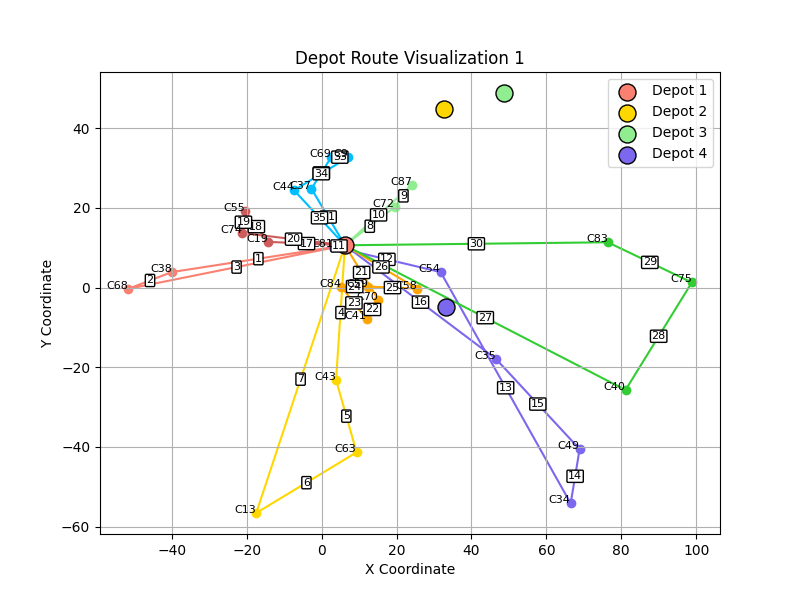 Depot Route Visualization 1
Depot 1
Depot 2
Depot 3
Depot 4
Y Coordinate
40
20
0
−20
−40
−60
C69
33
34
C44
C37
C87
9
C72
10
8
C55
19
18
C74
C19
20
17
35
11
C38
1
3
2
C68
12
26
21
C54
30
C83
29
C75
C84
24
25
C58
23
22
C41
4
16
27
28
C43
7
5
C35
13
15
C40
C63
6
C49
14
C13
C34
−40
−20
0
20
40
60
80
100
X Coordinate